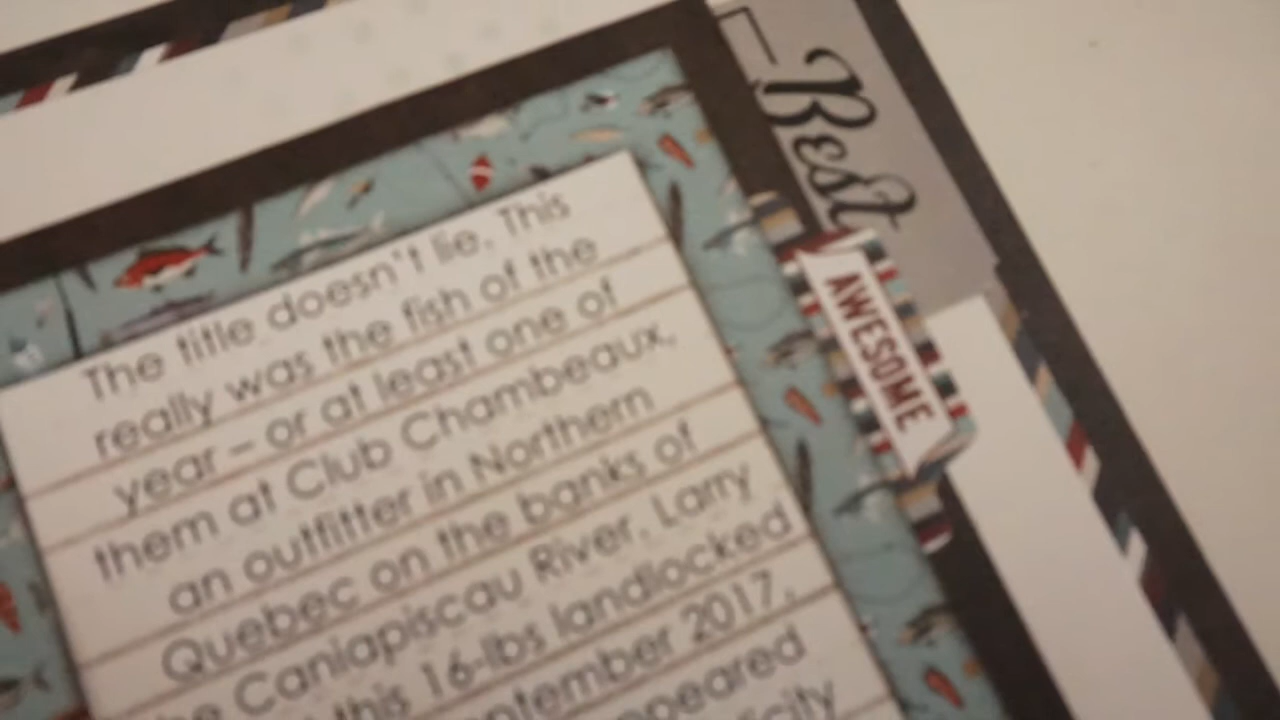 Best
AWESOME
The title doesn't lie. This
really was the fish of the
year – or at least one of
them at Club Chambeaux,
an outfitter in Northern
Quebec on the banks of
Caniapiscau River. Larry
this 16-lbs landlocked
2017.